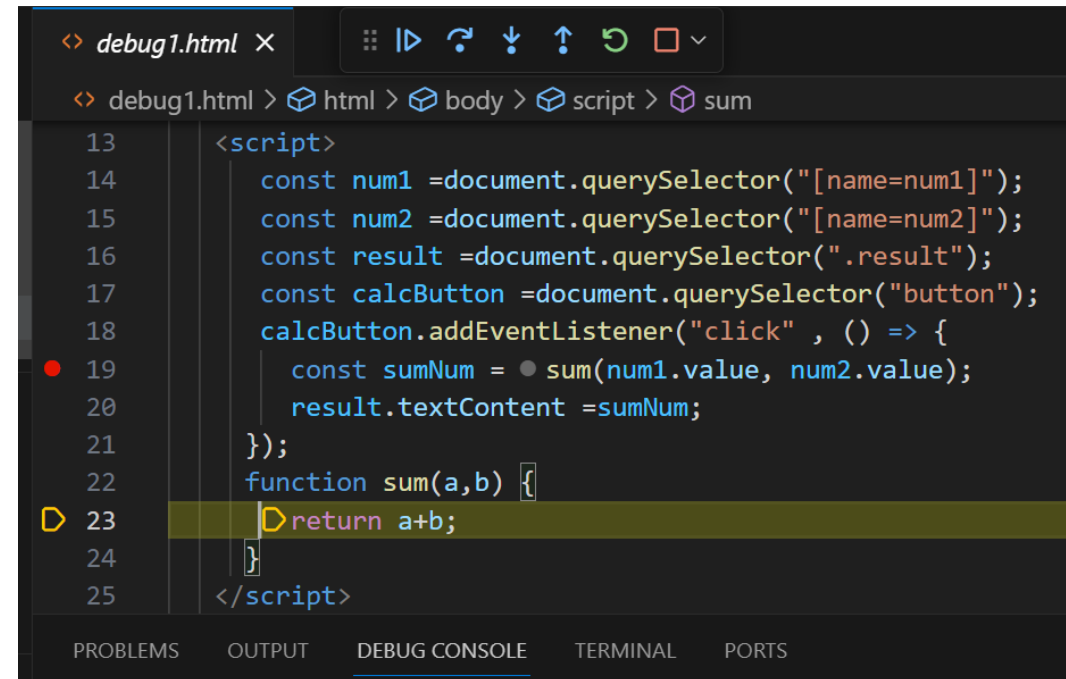 debug1.html
debug1.html > html > body > script > sum
13 <script>
14 const num1 =document.querySelector("[name=num1]");
15 const num2 =document.querySelector("[name=num2]");
16 const result =document.querySelector(".result");
17 const calcButton =document.querySelector("button");
18 calcButton.addEventListener("click" , () => {
19 const sumNum = sum(num1.value, num2.value);
20 result.textContent =sumNum;
21 });
22 function sum(a,b) {
23 return a+b;
24 }
25 </script>
PROBLEMS OUTPUT DEBUG CONSOLE TERMINAL PORTS